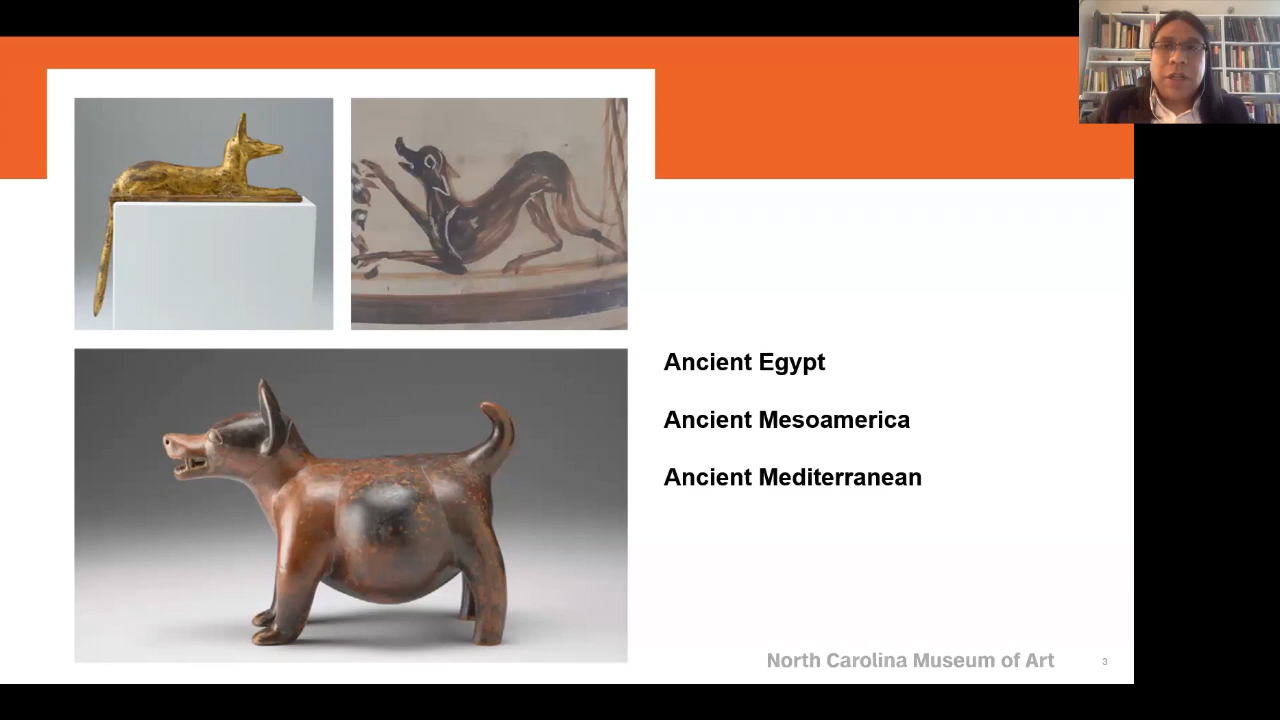 Ancient Egypt
Ancient Mesoamerica
Ancient Mediterranean
North Carolina Museum of Art
3